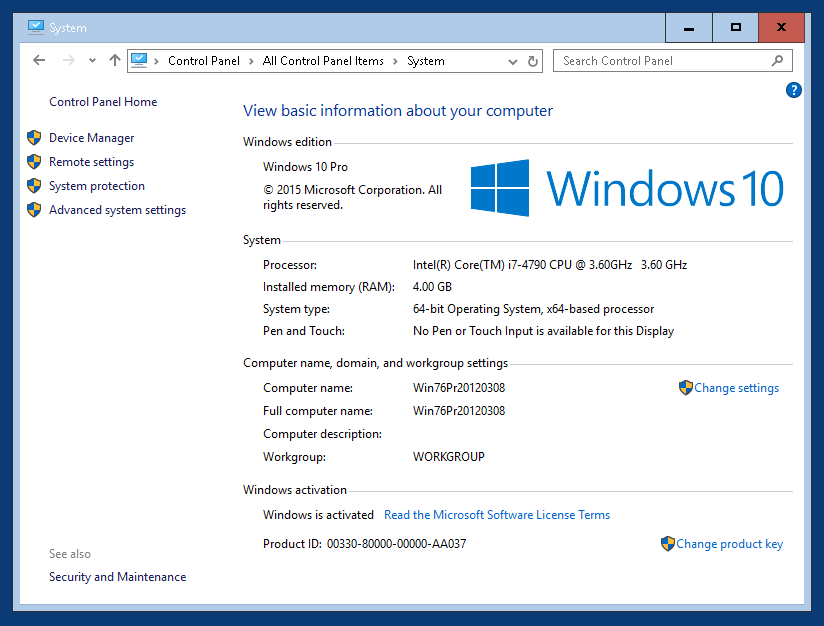 System
Control Panel
All Control Panel Items
System
Search Control Panel
?
Control Panel Home
Device Manager
Remote settings
System protection
Advanced system settings
See also
Security and Maintenance
View basic information about your computer
Windows edition
Windows 10 Pro
© 2015 Microsoft Corporation. All
rights reserved.
Windows 10
System
Processor: Intel(R) Core(TM) i7-4790 CPU @ 3.60GHz 3.60 GHz
Installed memory (RAM): 4.00 GB
System type: 64-bit Operating System, x64-based processor
Pen and Touch: No Pen or Touch Input is available for this Display
Computer name, domain, and workgroup settings
Computer name: Win76Pr20120308 Change settings
Full computer name: Win76Pr20120308
Computer description:
Workgroup: WORKGROUP
Windows activation
Windows is activated Read the Microsoft Software License Terms
Product ID: 00330-80000-00000-AA037 Change product key